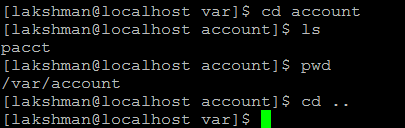 [lakshman@localhost var]$ cd account
[lakshman@localhost account]$ ls
pacct
[lakshman@localhost account]$ pwd
/var/account
[lakshman@localhost account]$ cd ..
[lakshman@localhost var]$